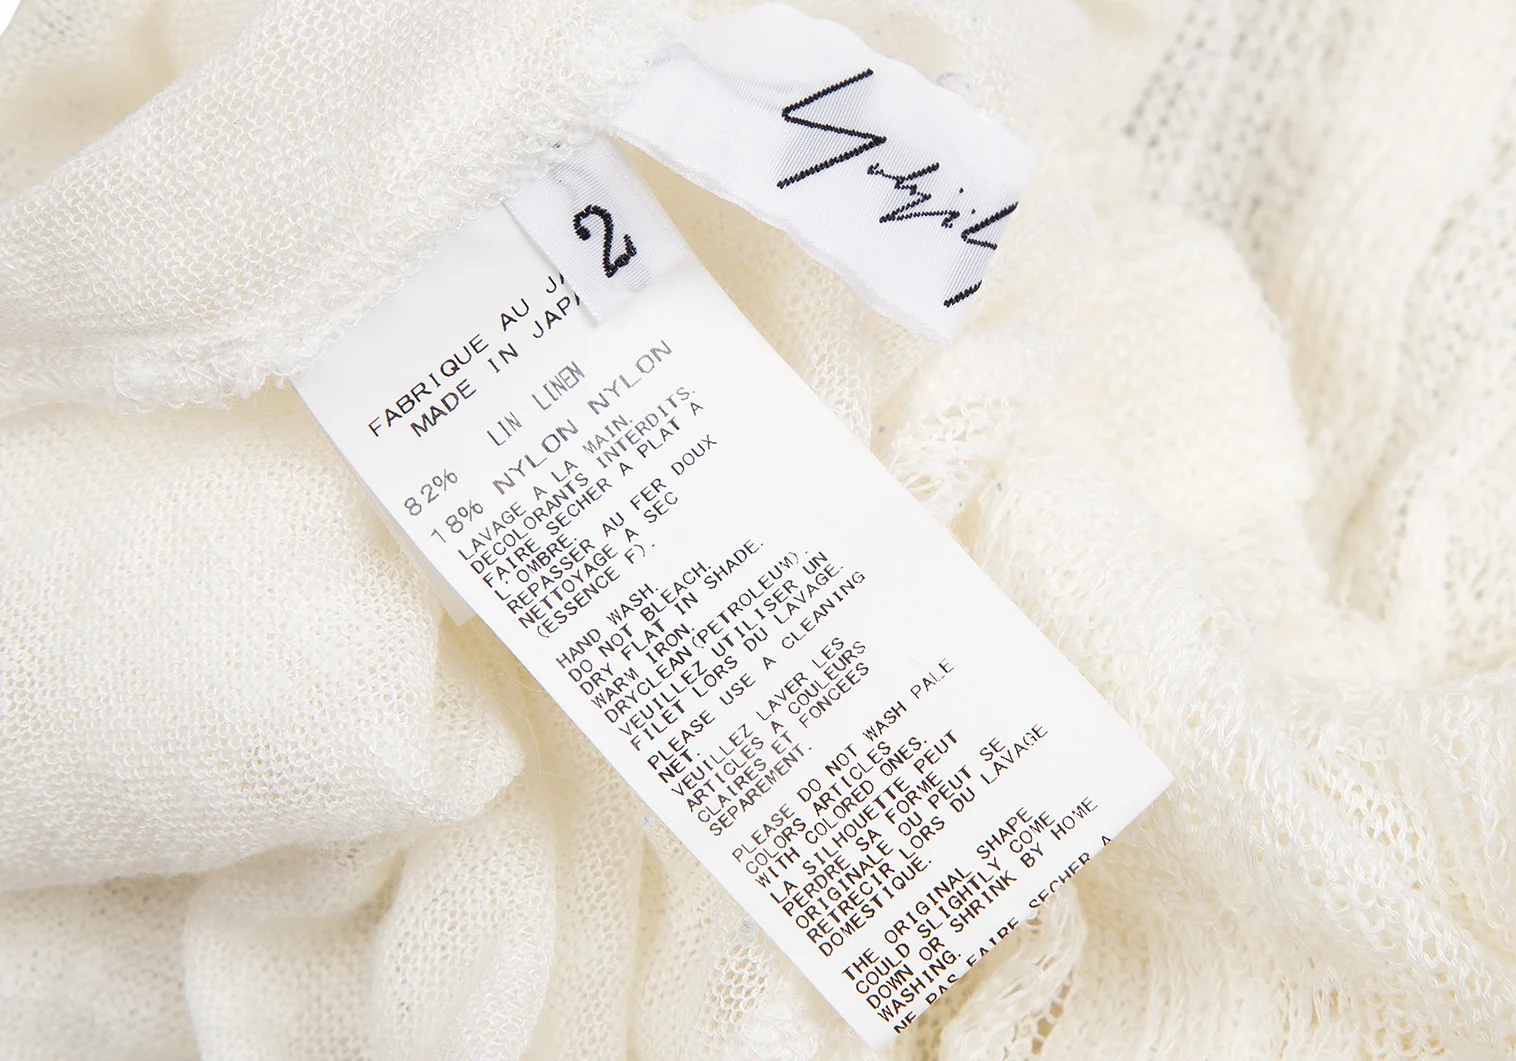 2
FABRIQUE AU
MADE IN
82% LIN LINEN
18% NYLON NYLON
LAVAGE A LA MAIN.
DECOLORANTS INTERDITS.
FAIRE SECHER A PLAT A
L'OMBRE.
REPASSER AU FER DOUX
NETTOYAGE A SEC
(ESSENCE F).
HAND WASH.
DO NOT BLEACH.
DRY FLAT IN SHADE.
WARM IRON.
DRYCLEAN(PETROLEUM).
VEUILLEZ UTILISER UN
FILET LORS DU LAVAGE.
PLEASE USE A CLEANING
NET.
VEUILLEZ LAVER LES
ARTICLES A COULEURS
CLAIRES ET FONCEES
SEPAREMENT.
PLEASE DO NOT WASH PALE
COLORS ARTICLES
WITH COLORED ONES.
LA SILHOUETTE PEUT
PERDRE SA FORME
ORIGINALE OU PEUT SE
RETRECIR LORS DU LAVAGE
DOMESTIQUE.
THE ORIGINAL SHAPE
COULD SLIGHTLY COME
DOWN OR SHRINK BY HOME
WASHING.
NE PAS FAIRE SECHER A